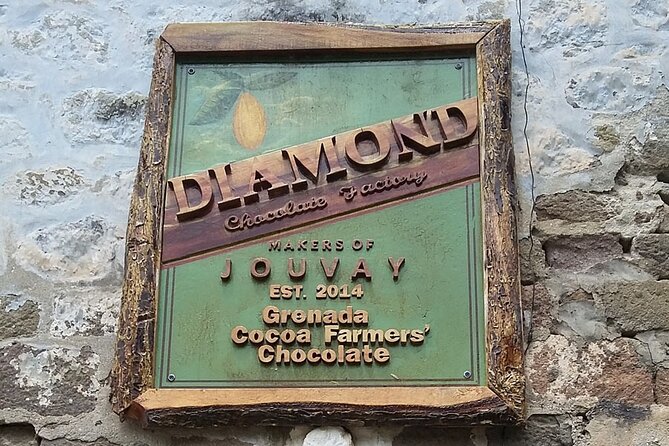 DIAMOND
Chocolate Factory
MAKERS OF
JOUVAY
EST. 2014
Grenada
Cocoa Farmers'
Chocolate